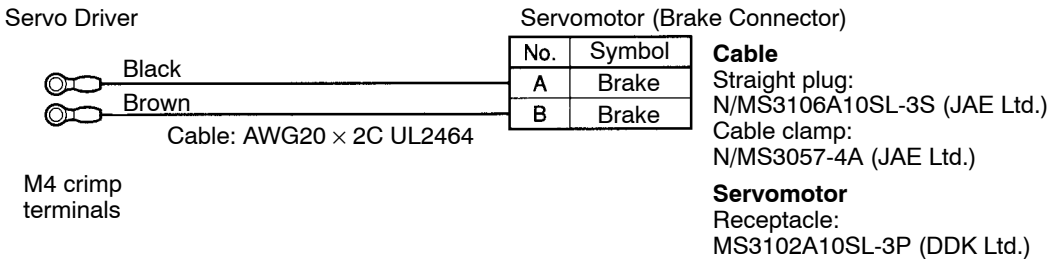 Servo Driver
Servomotor (Brake Connector)
No. Symbol
A Brake
B Brake
Black
Brown
Cable: AWG20 × 2C UL2464
M4 crimp
terminals
Cable
Straight plug:
N/MS3106A10SL-3S (JAE Ltd.)
Cable clamp:
N/MS3057-4A (JAE Ltd.)
Servomotor
Receptacle:
MS3102A10SL-3P (DDK Ltd.)